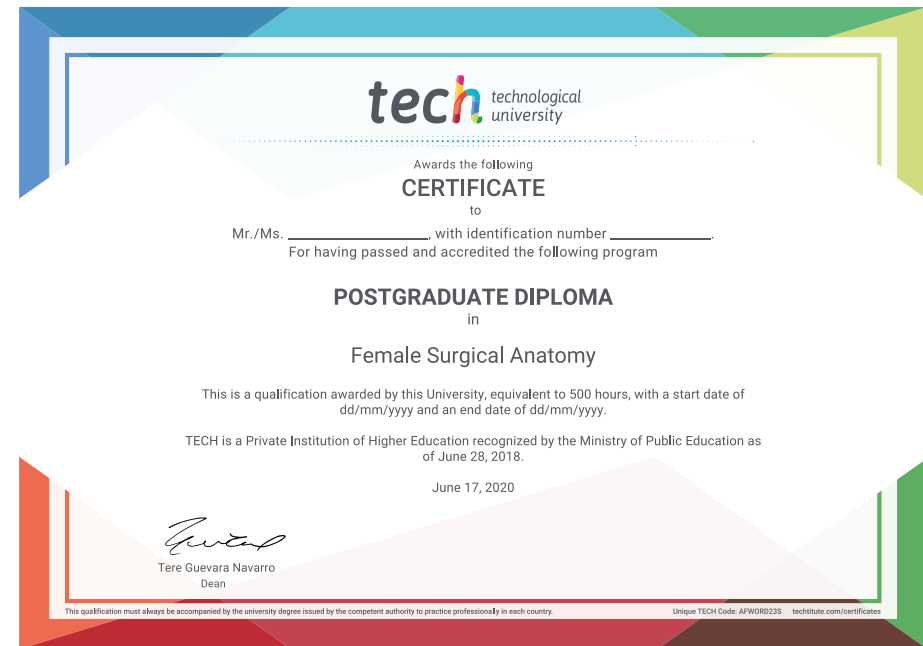 tech technological
university
Awards the following
CERTIFICATE
to
Mr./Ms. ____________________, with identification number ______________.
For having passed and accredited the following program
POSTGRADUATE DIPLOMA
in
Female Surgical Anatomy
This is a qualification awarded by this University, equivalent to 500 hours, with a start date of
dd/mm/yyyy and an end date of dd/mm/yyyy.
TECH is a Private Institution of Higher Education recognized by the Ministry of Public Education as
of June 28, 2018.
June 17, 2020
Tere Guevara Navarro
Dean
This qualification must always be accompanied by the university degree issued by the competent authority to practice professionally in each country. Unique TECH Code: AFWORD23S techtitute.com/certificates